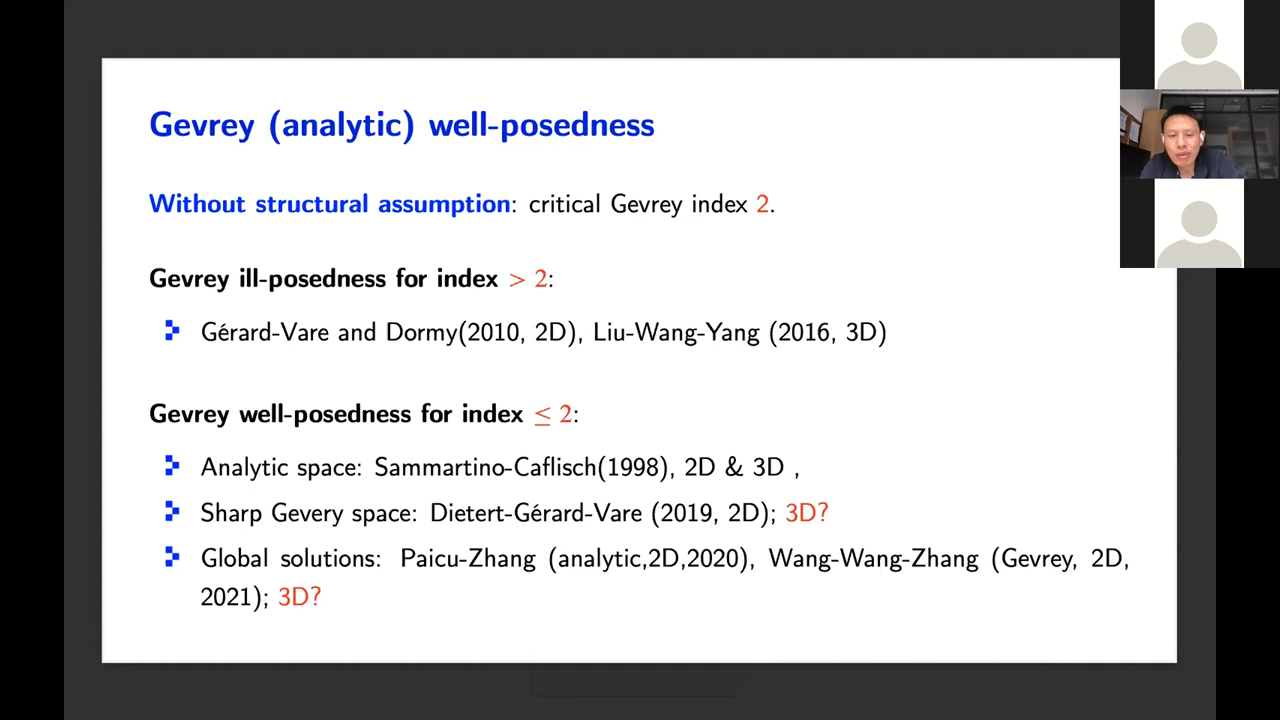 Gevrey (analytic) well-posedness
Without structural assumption: critical Gevrey index 2.
Gevrey ill-posedness for index > 2:
Gérard-Vare and Dormy(2010, 2D), Liu-Wang-Yang (2016, 3D)
Gevrey well-posedness for index ≤ 2:
Analytic space: Sammartino-Caflisch(1998), 2D & 3D ,
Sharp Gevery space: Dietert-Gérard-Vare (2019, 2D); 3D?
Global solutions: Paicu-Zhang (analytic,2D,2020), Wang-Wang-Zhang (Gevrey, 2D,
2021); 3D?